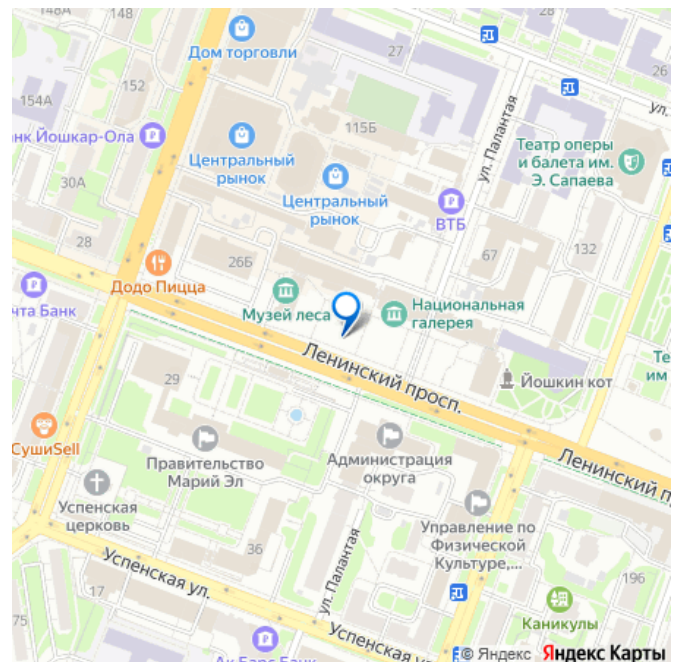 148А
148
28
27
26
Дом торговли
152
154А
115Б
ул.
нк Йошкар-Ола
Центральный
рынок
Центральный
рынок
ул. Палантая
Театр оперы
и балета им.
Э. Сапаева
30А
ВТБ
28
26Б
67
132
Додо Пицца
чта Банк
Музей леса
Национальная
галерея
Ленинский просп.
Йошкин кот
Те
им
29
СушиSell
Правительство
Марий Эл
Администрация
округа
Ленинский п
Успенская
церковь
Управление по
Физической
Культуре,...
36
ул. Палантая
Успенская ул.
17
75
196
Каникулы
Успенская ул.
Ак Барс Банк
© Яндекс Яндекс Карты